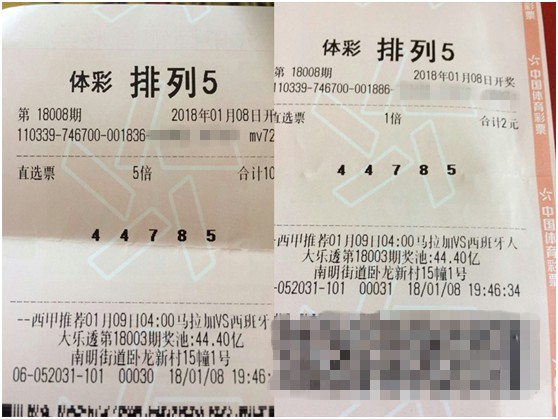 体彩 排列5
第 18008期 2018年01月08日开
110339-746700-001836- mv72
直选票 5倍 合计10
4 4 7 8 5
--西甲推荐01月09日04:00马拉加VS西班牙人
大乐透第18003期奖池:44.40亿
南明街道卧龙新村15幢1号
06-052031-101 00030 18/01/08 19:46:34
体彩 排列5
第 18008期 2018年01月08日开奖
110339-746700-001886-
直选票 1倍 合计2元
4 4 7 8 5
--西甲推荐01月09日04:00马拉加VS西班牙人
大乐透第18003期奖池:44.40亿
南明街道卧龙新村15幢1号
06-052031-101 00031 18/01/08 19:46:34
中国体育彩票
中国体育彩票